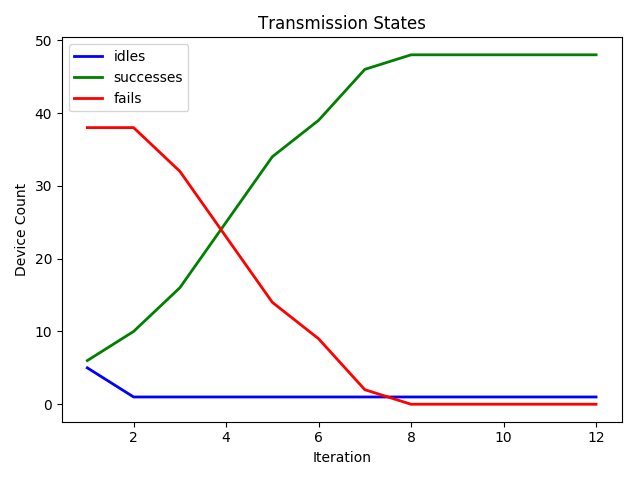 Transmission States
idles
successes
fails
Device Count
50
40
30
20
10
0
2 4 6 8 10 12
Iteration